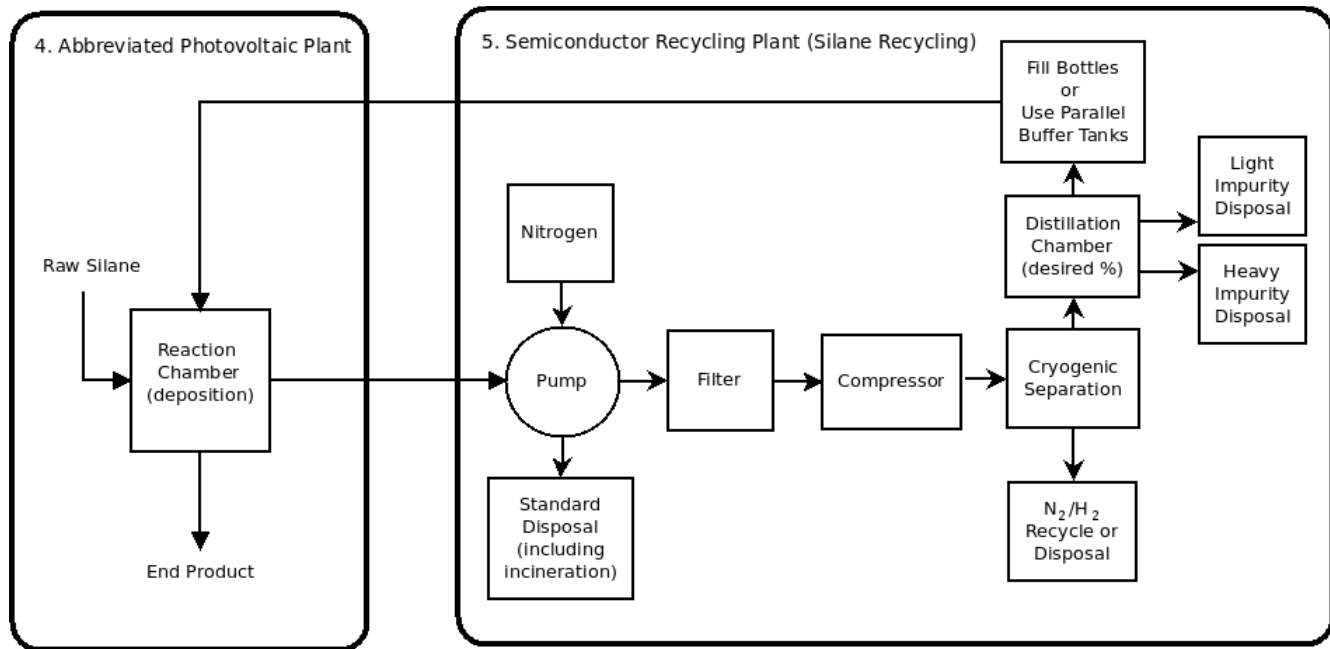 4. Abbreviated Photovoltaic Plant
5. Semiconductor Recycling Plant (Silane Recycling)
Fill Bottles
or
Use Parallel
Buffer Tanks
Light
Impurity
Disposal
Nitrogen
Distillation
Chamber
(desired %)
Heavy
Impurity
Disposal
Raw Silane
Reaction
Chamber
(deposition)
Pump
Filter
Compressor
Cryogenic
Separation
Standard
Disposal
(including
incineration)
N₂/H₂
Recycle or
Disposal
End Product